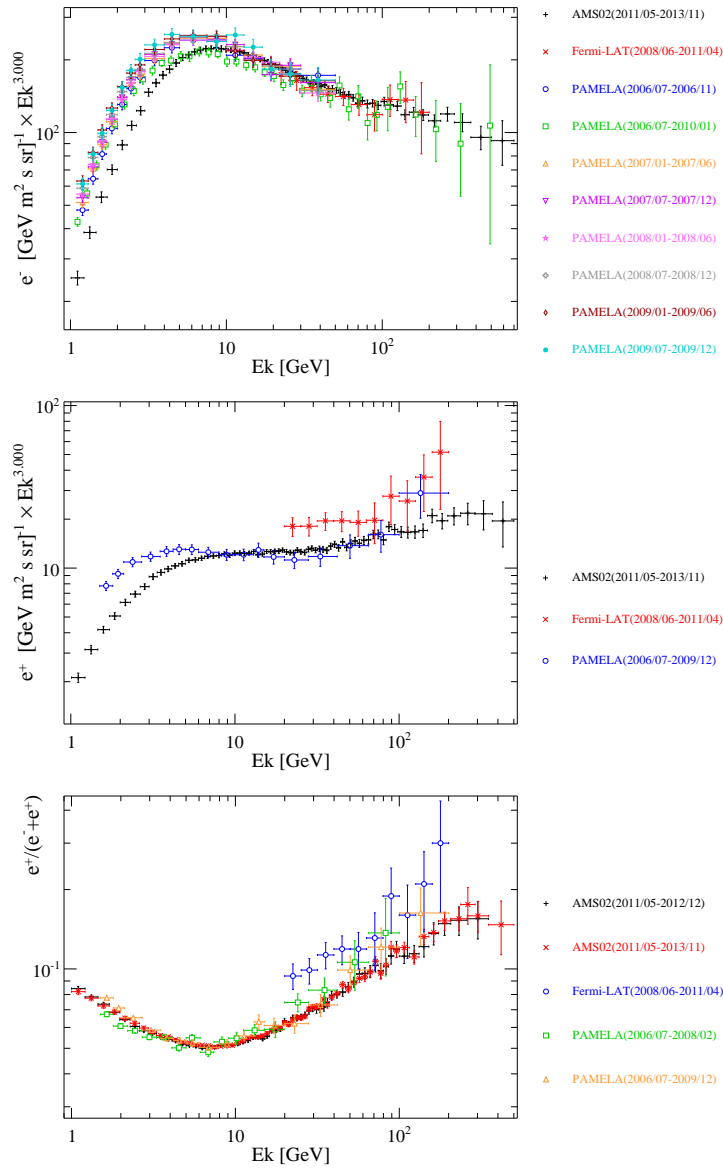 e⁻ [GeV m² s sr]⁻¹ × Ek³·⁰⁰⁰
10²
1
10
10²
Ek [GeV]
AMS02(2011/05-2013/11)
Fermi-LAT(2008/06-2011/04)
PAMELA(2006/07-2006/11)
PAMELA(2006/07-2010/01)
PAMELA(2007/01-2007/06)
PAMELA(2007/07-2007/12)
PAMELA(2008/01-2008/06)
PAMELA(2008/07-2008/12)
PAMELA(2009/01-2009/06)
PAMELA(2009/07-2009/12)
e⁺ [GeV m² s sr]⁻¹ × Ek³·⁰⁰⁰
10²
10
1
10
10²
Ek [GeV]
AMS02(2011/05-2013/11)
Fermi-LAT(2008/06-2011/04)
PAMELA(2006/07-2009/12)
e⁺/(e⁻+e⁺)
10⁻¹
1
10
10²
Ek [GeV]
AMS02(2011/05-2012/12)
AMS02(2011/05-2013/11)
Fermi-LAT(2008/06-2011/04)
PAMELA(2006/07-2008/02)
PAMELA(2006/07-2009/12)